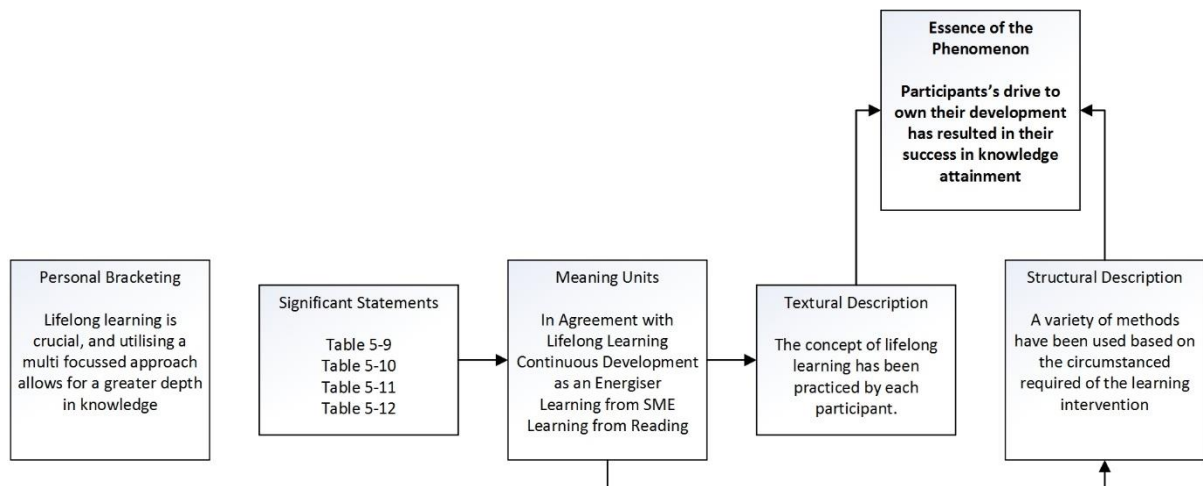 Essence of the
Phenomenon
Participants's drive to
own their development
has resulted in their
success in knowledge
attainment
Personal Bracketing
Lifelong learning is
crucial, and utilising a
multi focussed approach
allows for a greater depth
in knowledge
Significant Statements
Table 5-9
Table 5-10
Table 5-11
Table 5-12
Meaning Units
In Agreement with
Lifelong Learning
Continuous Development
as an Energiser
Learning from SME
Learning from Reading
Textural Description
The concept of lifelong
learning has been
practiced by each
participant.
Structural Description
A variety of methods
have been used based on
the circumstanced
required of the learning
intervention